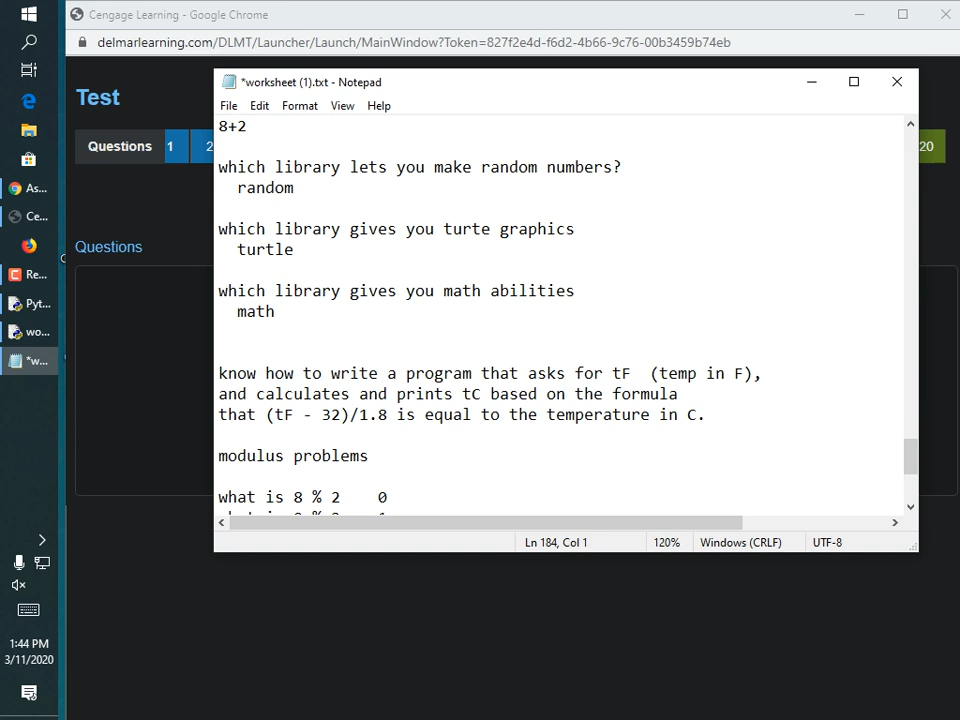 Cengage Learning - Google Chrome
delmarlearning.com/DLMT/Launcher/Launch/MainWindow?Token=827f2e4d-f6d2-4b66-9c76-00b3459b74eb
Test
Questions 1 2 20
Questions
*worksheet (1).txt - Notepad
File Edit Format View Help
8+2
which library lets you make random numbers?
random
which library gives you turte graphics
turtle
which library gives you math abilities
math
know how to write a program that asks for tF (temp in F),
and calculates and prints tC based on the formula
that (tF - 32)/1.8 is equal to the temperature in C.
modulus problems
what is 8 % 2 0
Ln 184, Col 1 120% Windows (CRLF) UTF-8
As...
Ce...
Re...
Pyt...
wo...
*w...
1:44 PM
3/11/2020